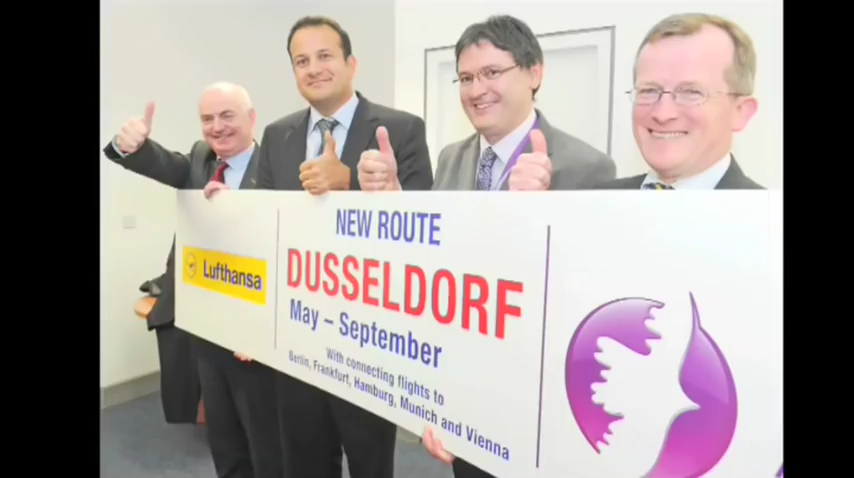 Lufthansa
NEW ROUTE
DUSSELDORF
May – September
With connecting flights to
Berlin, Frankfurt, Hamburg, Munich and Vienna